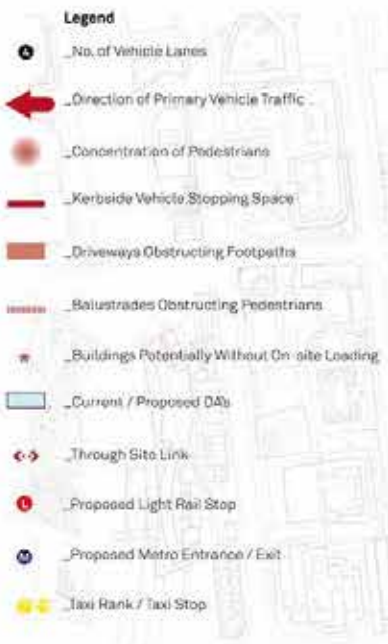 Legend
4 _No. of Vehicle Lanes
_Direction of Primary Vehicle Traffic
_Concentration of Pedestrians
_Kerbside Vehicle Stopping Space
_Driveways Obstructing Footpaths
_Balustrades Obstructing Pedestrians
_Buildings Potentially Without On-site Loading
_Current / Proposed DA's
_Through Site Link
L _Proposed Light Rail Stop
M _Proposed Metro Entrance / Exit
_Taxi Rank / Taxi Stop